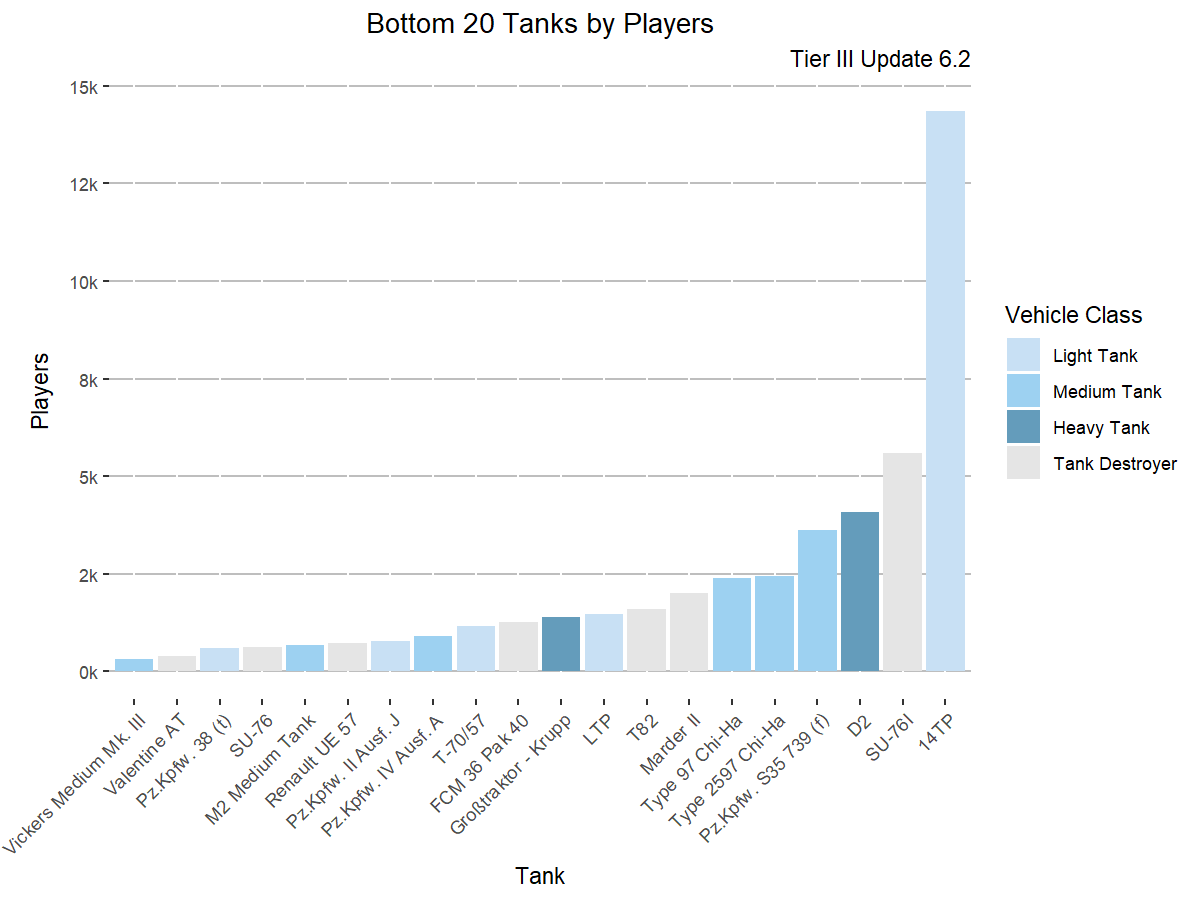 Bottom 20 Tanks by Players
Tier III Update 6.2
15k
12k
10k
8k
5k
2k
0k
Players
Vickers Medium Mk. III
Valentine AT
Pz.Kpfw. 38 (t)
SU-76
M2 Medium Tank
Renault UE 57
Pz.Kpfw. II Ausf. J
Pz.Kpfw. IV Ausf. A
T-70/57
FCM 36 Pak 40
Großtraktor - Krupp
LTP
T82
Marder II
Type 97 Chi-Ha
Type 2597 Chi-Ha
Pz.Kpfw. S35 739 (f)
D2
SU-76I
14TP
Tank
Vehicle Class
Light Tank
Medium Tank
Heavy Tank
Tank Destroyer